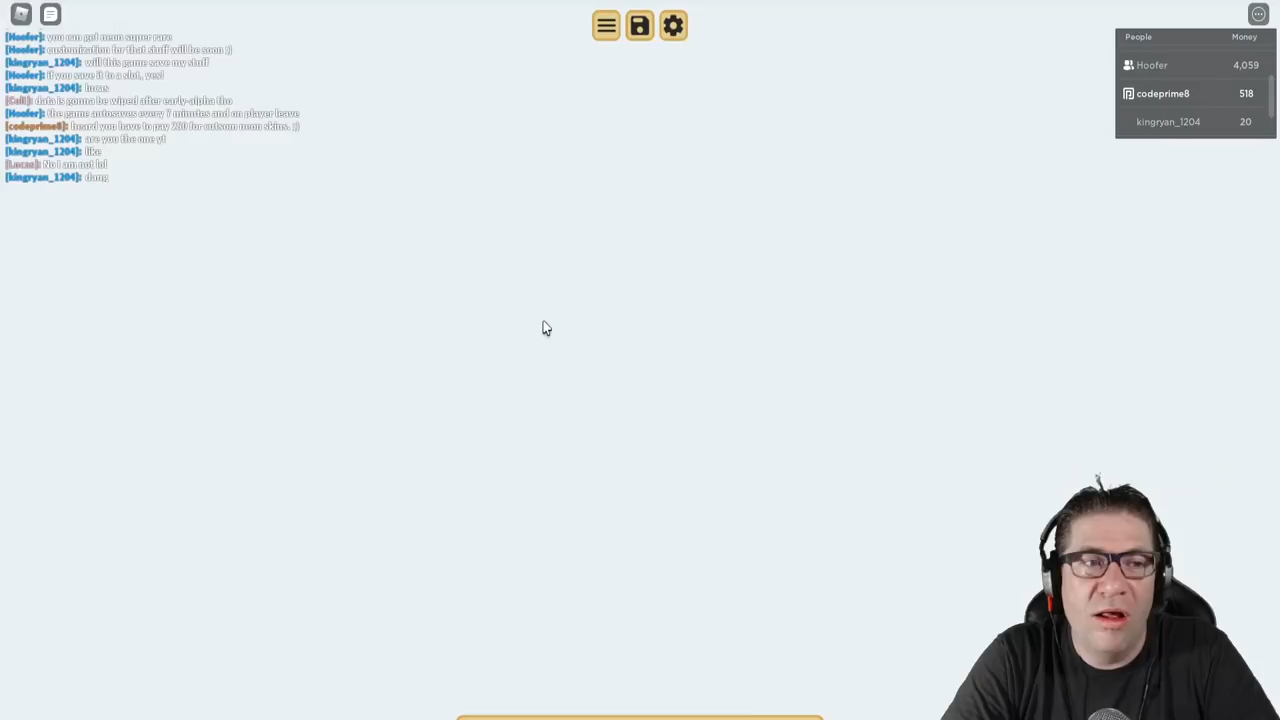 [Hoofer]: you can get neon super rare
[Hoofer]: customization for that stuff will be soon ;)
[kingryan_1204]: will this game save my stuff
[Hoofer]: if you save it to a slot, yes!
[kingryan_1204]: lucas
[Colt]: data is gonna be wiped after early-alpha tho
[Hoofer]: the game autosaves every 7 minutes and on player leave
[codeprime8]: heard you have to pay for neon skins. ;)
[kingryan_1204]: are you the one yt
[kingryan_1204]: like
[Lucas]: No I am not lol
[kingryan_1204]: dang
People Money
Hoofer 4,059
codeprime8 518
kingryan_1204 20